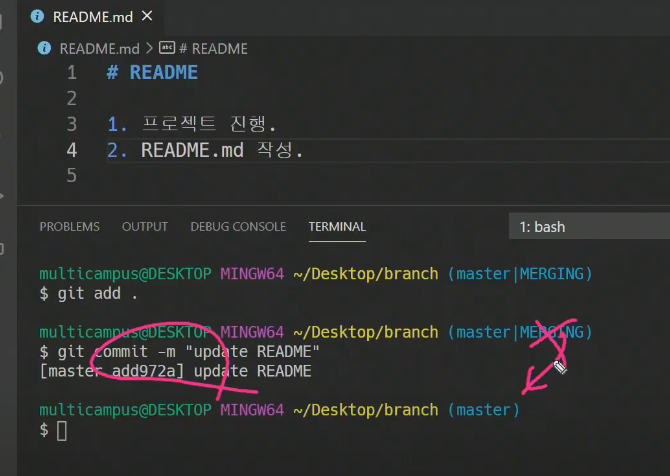 README.md
README.md > # README
1 # README
2
3 1. 프로젝트 진행.
4 2. README.md 작성.
5
PROBLEMS OUTPUT DEBUG CONSOLE TERMINAL 1: bash
multicampus@DESKTOP MINGW64 ~/Desktop/branch (master|MERGING)
$ git add .
multicampus@DESKTOP MINGW64 ~/Desktop/branch (master|MERGING)
$ git commit -m "update README"
[master add972a] update README
multicampus@DESKTOP MINGW64 ~/Desktop/branch (master)
$